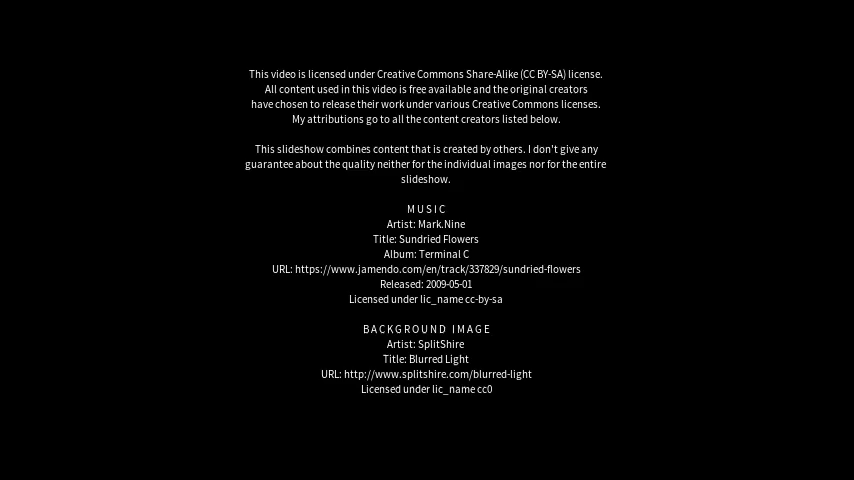 This video is licensed under Creative Commons Share-Alike (CC BY-SA) license.
All content used in this video is free available and the original creators
have chosen to release their work under various Creative Commons licenses.
My attributions go to all the content creators listed below.
This slideshow combines content that is created by others. I don't give any
guarantee about the quality neither for the individual images nor for the entire
slideshow.
MUSIC
Artist: Mark.Nine
Title: Sundried Flowers
Album: Terminal C
URL: https://www.jamendo.com/en/track/337829/sundried-flowers
Released: 2009-05-01
Licensed under lic_name cc-by-sa
BACKGROUND IMAGE
Artist: SplitShire
Title: Blurred Light
URL: http://www.splitshire.com/blurred-light
Licensed under lic_name cc0